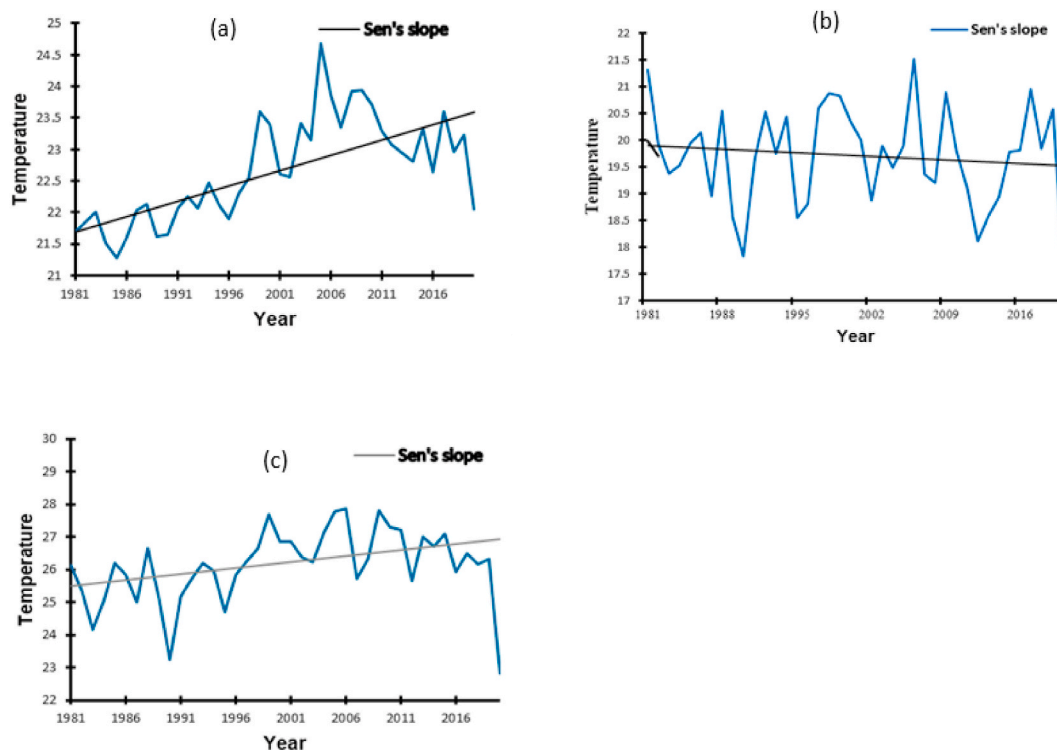 (a)
Sen's slope
25
24.5
24
23.5
23
22.5
22
21.5
21
Temperature
1981 1986 1991 1996 2001 2006 2011 2016
Year
(b)
Sen's slope
22
21.5
21
20.5
20
19.5
19
18.5
18
17.5
17
Temperature
1981 1988 1995 2002 2009 2016
Year
(c)
Sen's slope
30
29
28
27
26
25
24
23
22
Temperature
1981 1986 1991 1996 2001 2006 2011 2016
Year